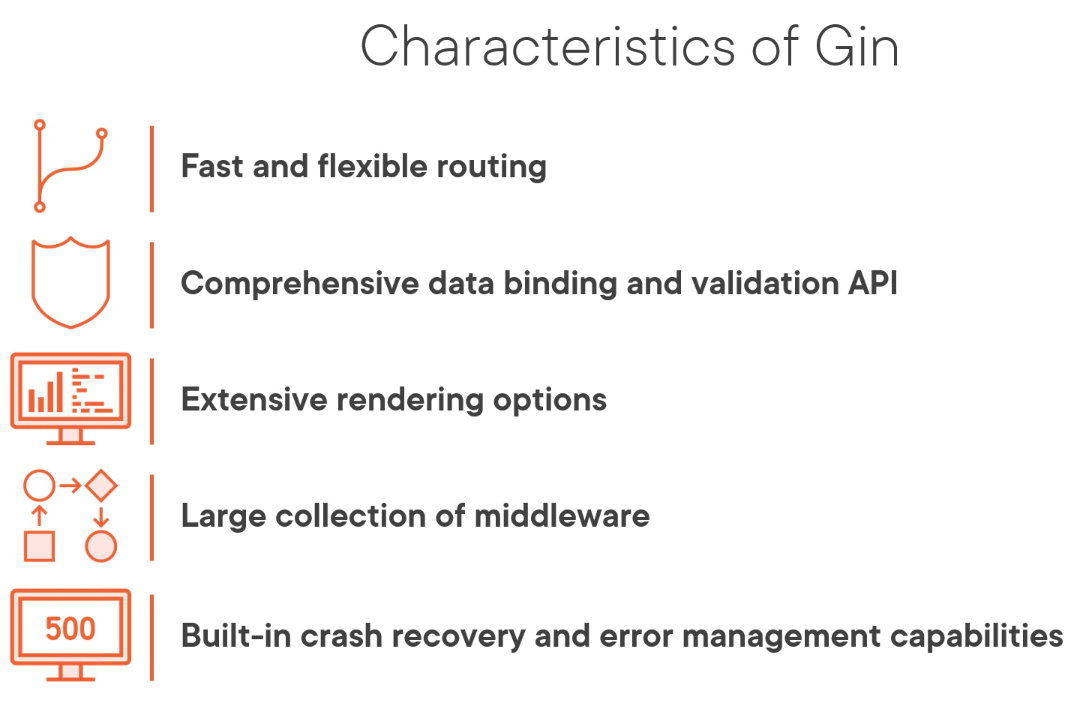 Characteristics of Gin
Fast and flexible routing
Comprehensive data binding and validation API
Extensive rendering options
Large collection of middleware
500
Built-in crash recovery and error management capabilities